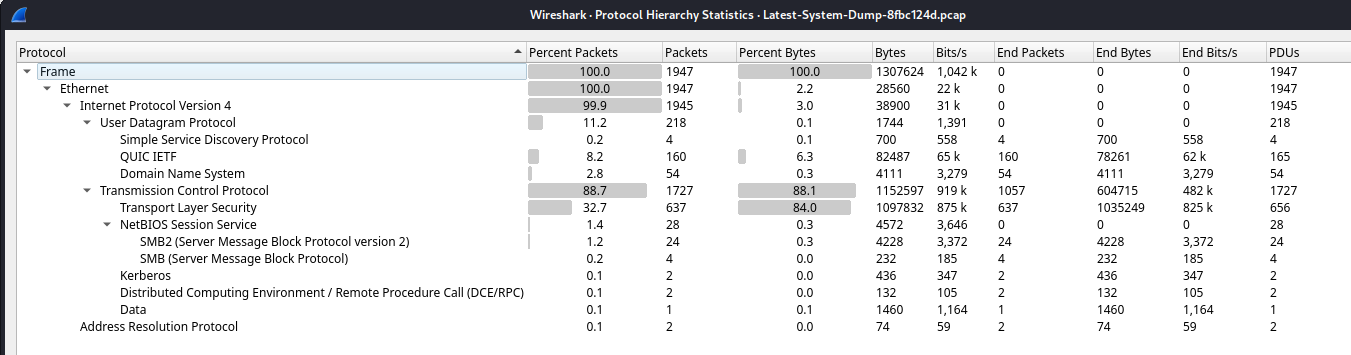 Wireshark · Protocol Hierarchy Statistics · Latest-System-Dump-8fbc124d.pcap
Protocol Percent Packets Packets Percent Bytes Bytes Bits/s End Packets End Bytes End Bits/s PDUs
Frame 100.0 1947 100.0 1307624 1,042 k 0 0 0 1947
Ethernet 100.0 1947 2.2 28560 22 k 0 0 0 1947
Internet Protocol Version 4 99.9 1945 3.0 38900 31 k 0 0 0 1945
User Datagram Protocol 11.2 218 0.1 1744 1,391 0 0 0 218
Simple Service Discovery Protocol 0.2 4 0.1 700 558 4 700 558 4
QUIC IETF 8.2 160 6.3 82487 65 k 160 78261 62 k 165
Domain Name System 2.8 54 0.3 4111 3,279 54 4111 3,279 54
Transmission Control Protocol 88.7 1727 88.1 1152597 919 k 1057 604715 482 k 1727
Transport Layer Security 32.7 637 84.0 1097832 875 k 637 1035249 825 k 656
NetBIOS Session Service 1.4 28 0.3 4572 3,646 0 0 0 28
SMB2 (Server Message Block Protocol version 2) 1.2 24 0.3 4228 3,372 24 4228 3,372 24
SMB (Server Message Block Protocol) 0.2 4 0.0 232 185 4 232 185 4
Kerberos 0.1 2 0.0 436 347 2 436 347 2
Distributed Computing Environment / Remote Procedure Call (DCE/RPC) 0.1 2 0.0 132 105 2 132 105 2
Data 0.1 1 0.1 1460 1,164 1 1460 1,164 1
Address Resolution Protocol 0.1 2 0.0 74 59 2 74 59 2